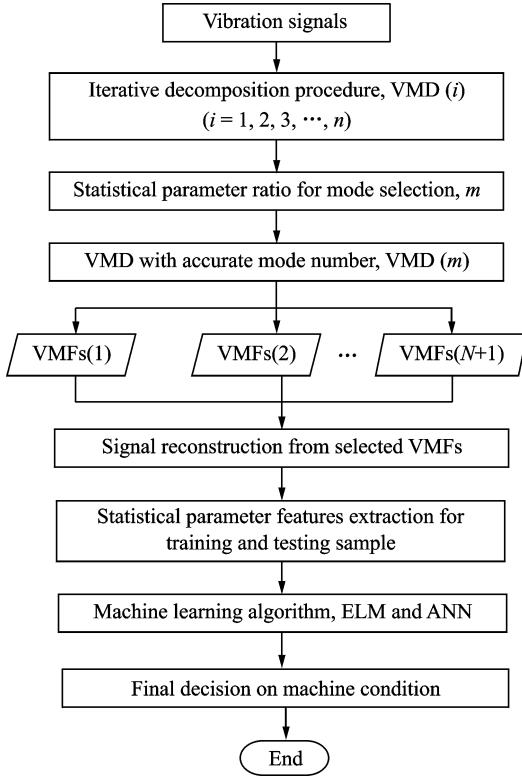 Vibration signals
Iterative decomposition procedure, VMD (i)
(i = 1, 2, 3, ⋯, n)
Statistical parameter ratio for mode selection, m
VMD with accurate mode number, VMD (m)
VMFs(1) VMFs(2) ⋯ VMFs(N+1)
Signal reconstruction from selected VMFs
Statistical parameter features extraction for
training and testing sample
Machine learning algorithm, ELM and ANN
Final decision on machine condition
End